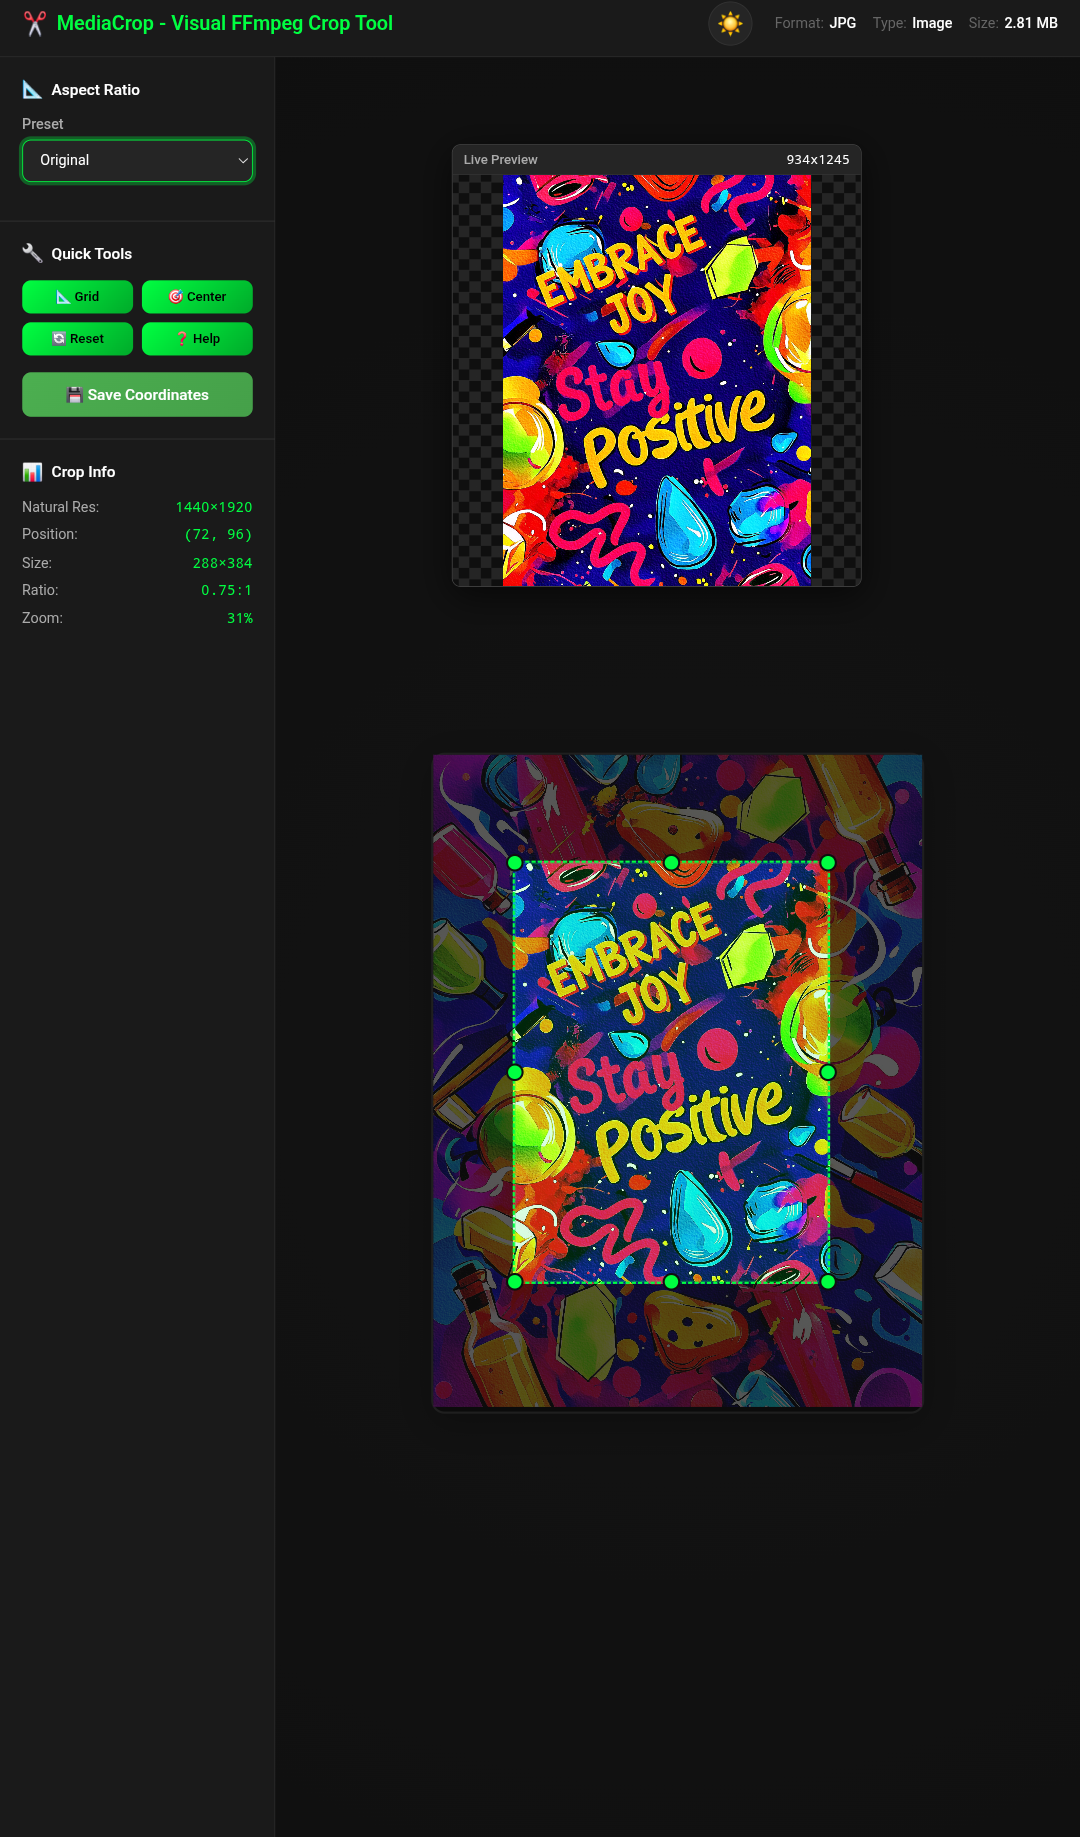 MediaCrop - Visual FFmpeg Crop Tool
Format: JPG Type: Image Size: 2.81 MB
Aspect Ratio
Preset
Original
Quick Tools
Grid
Center
Reset
Help
Save Coordinates
Crop Info
Natural Res: 1440×1920
Position: (72, 96)
Size: 288×384
Ratio: 0.75:1
Zoom: 31%
Live Preview 934x1245
EMBRACE
JOY
Stay
Positive
EMBRACE
JOY
Stay
Positive